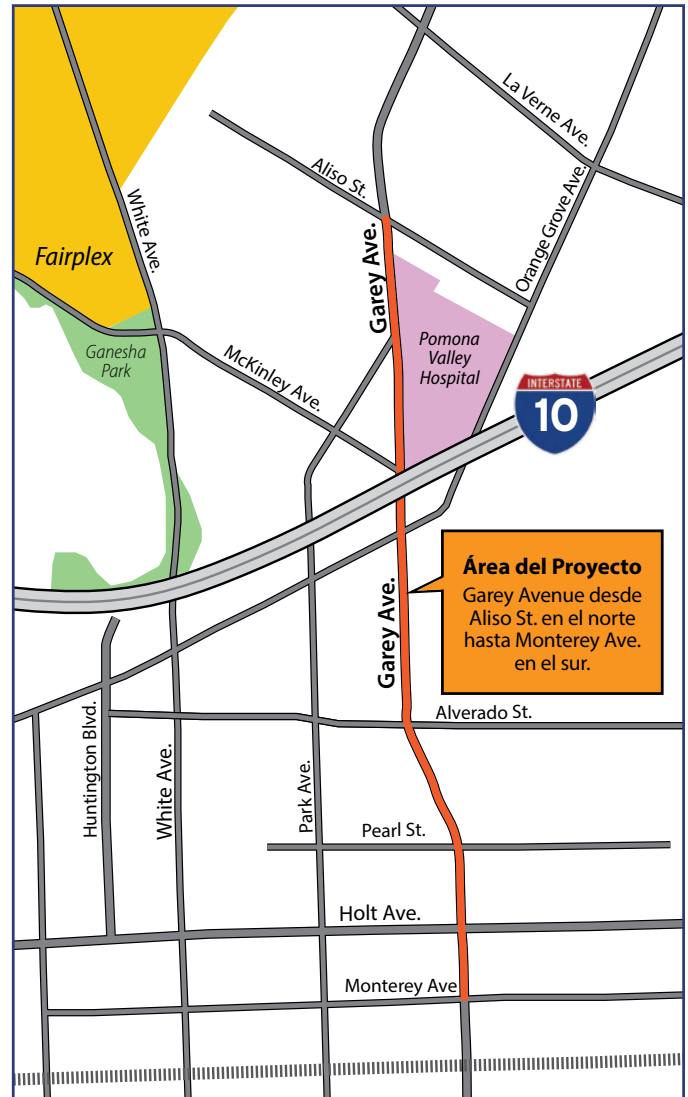 La Verne Ave.
Aliso St.
Orange Grove Ave.
White Ave.
Garey Ave.
Fairplex
Pomona
Valley
Hospital
Ganesha
Park
McKinley Ave.
INTERSTATE
10
Área del Proyecto
Garey Avenue desde
Aliso St. en el norte
hasta Monterey Ave.
en el sur.
Garey Ave.
Alverado St.
Huntington Blvd.
White Ave.
Park Ave.
Pearl St.
Holt Ave.
Monterey Ave